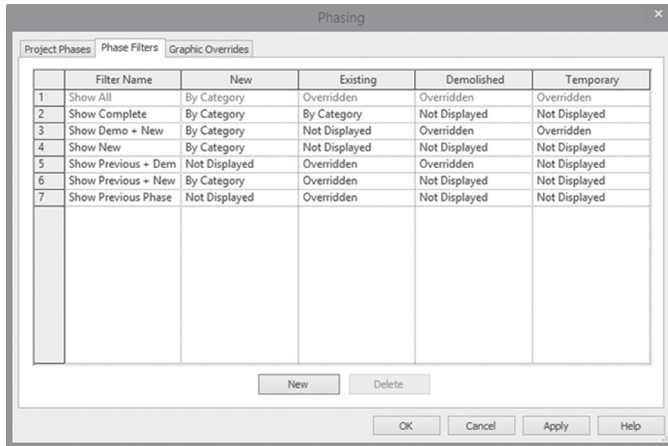 Phasing
Project Phases Phase Filters Graphic Overrides
Filter Name New Existing Demolished Temporary
1 Show All By Category Overridden Overridden Overridden
2 Show Complete By Category By Category Not Displayed Not Displayed
3 Show Demo + New By Category Not Displayed Overridden Overridden
4 Show New By Category Not Displayed Not Displayed Not Displayed
5 Show Previous + Dem Not Displayed Overridden Overridden Not Displayed
6 Show Previous + New By Category Overridden Not Displayed Not Displayed
7 Show Previous Phase Not Displayed Overridden Not Displayed Not Displayed
New Delete
OK Cancel Apply Help